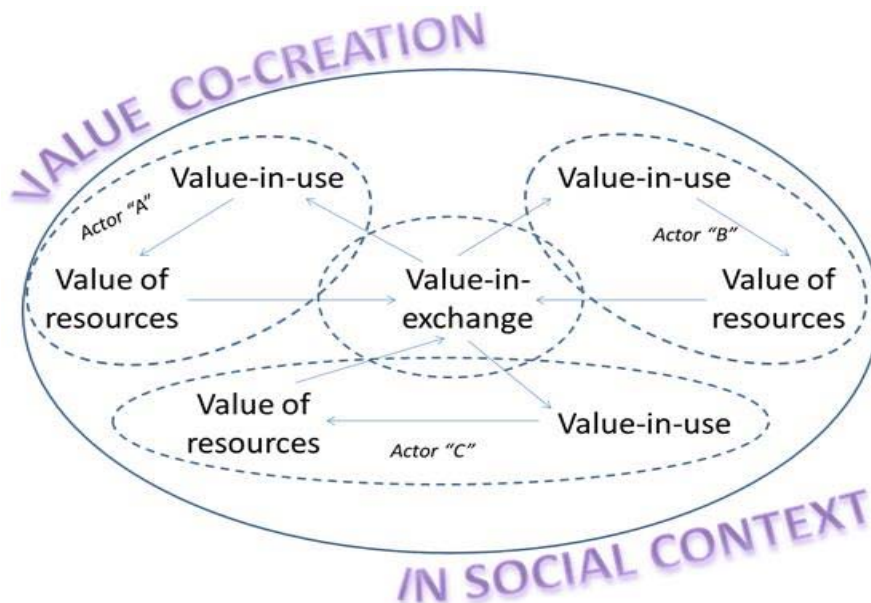 VALUE CO-CREATION
Value-in-use
Actor "A"
Value of
resources
Value-in-use
Actor "B"
Value of
resources
Value-in-
exchange
Value of
resources
Actor "C"
Value-in-use
IN SOCIAL CONTEXT